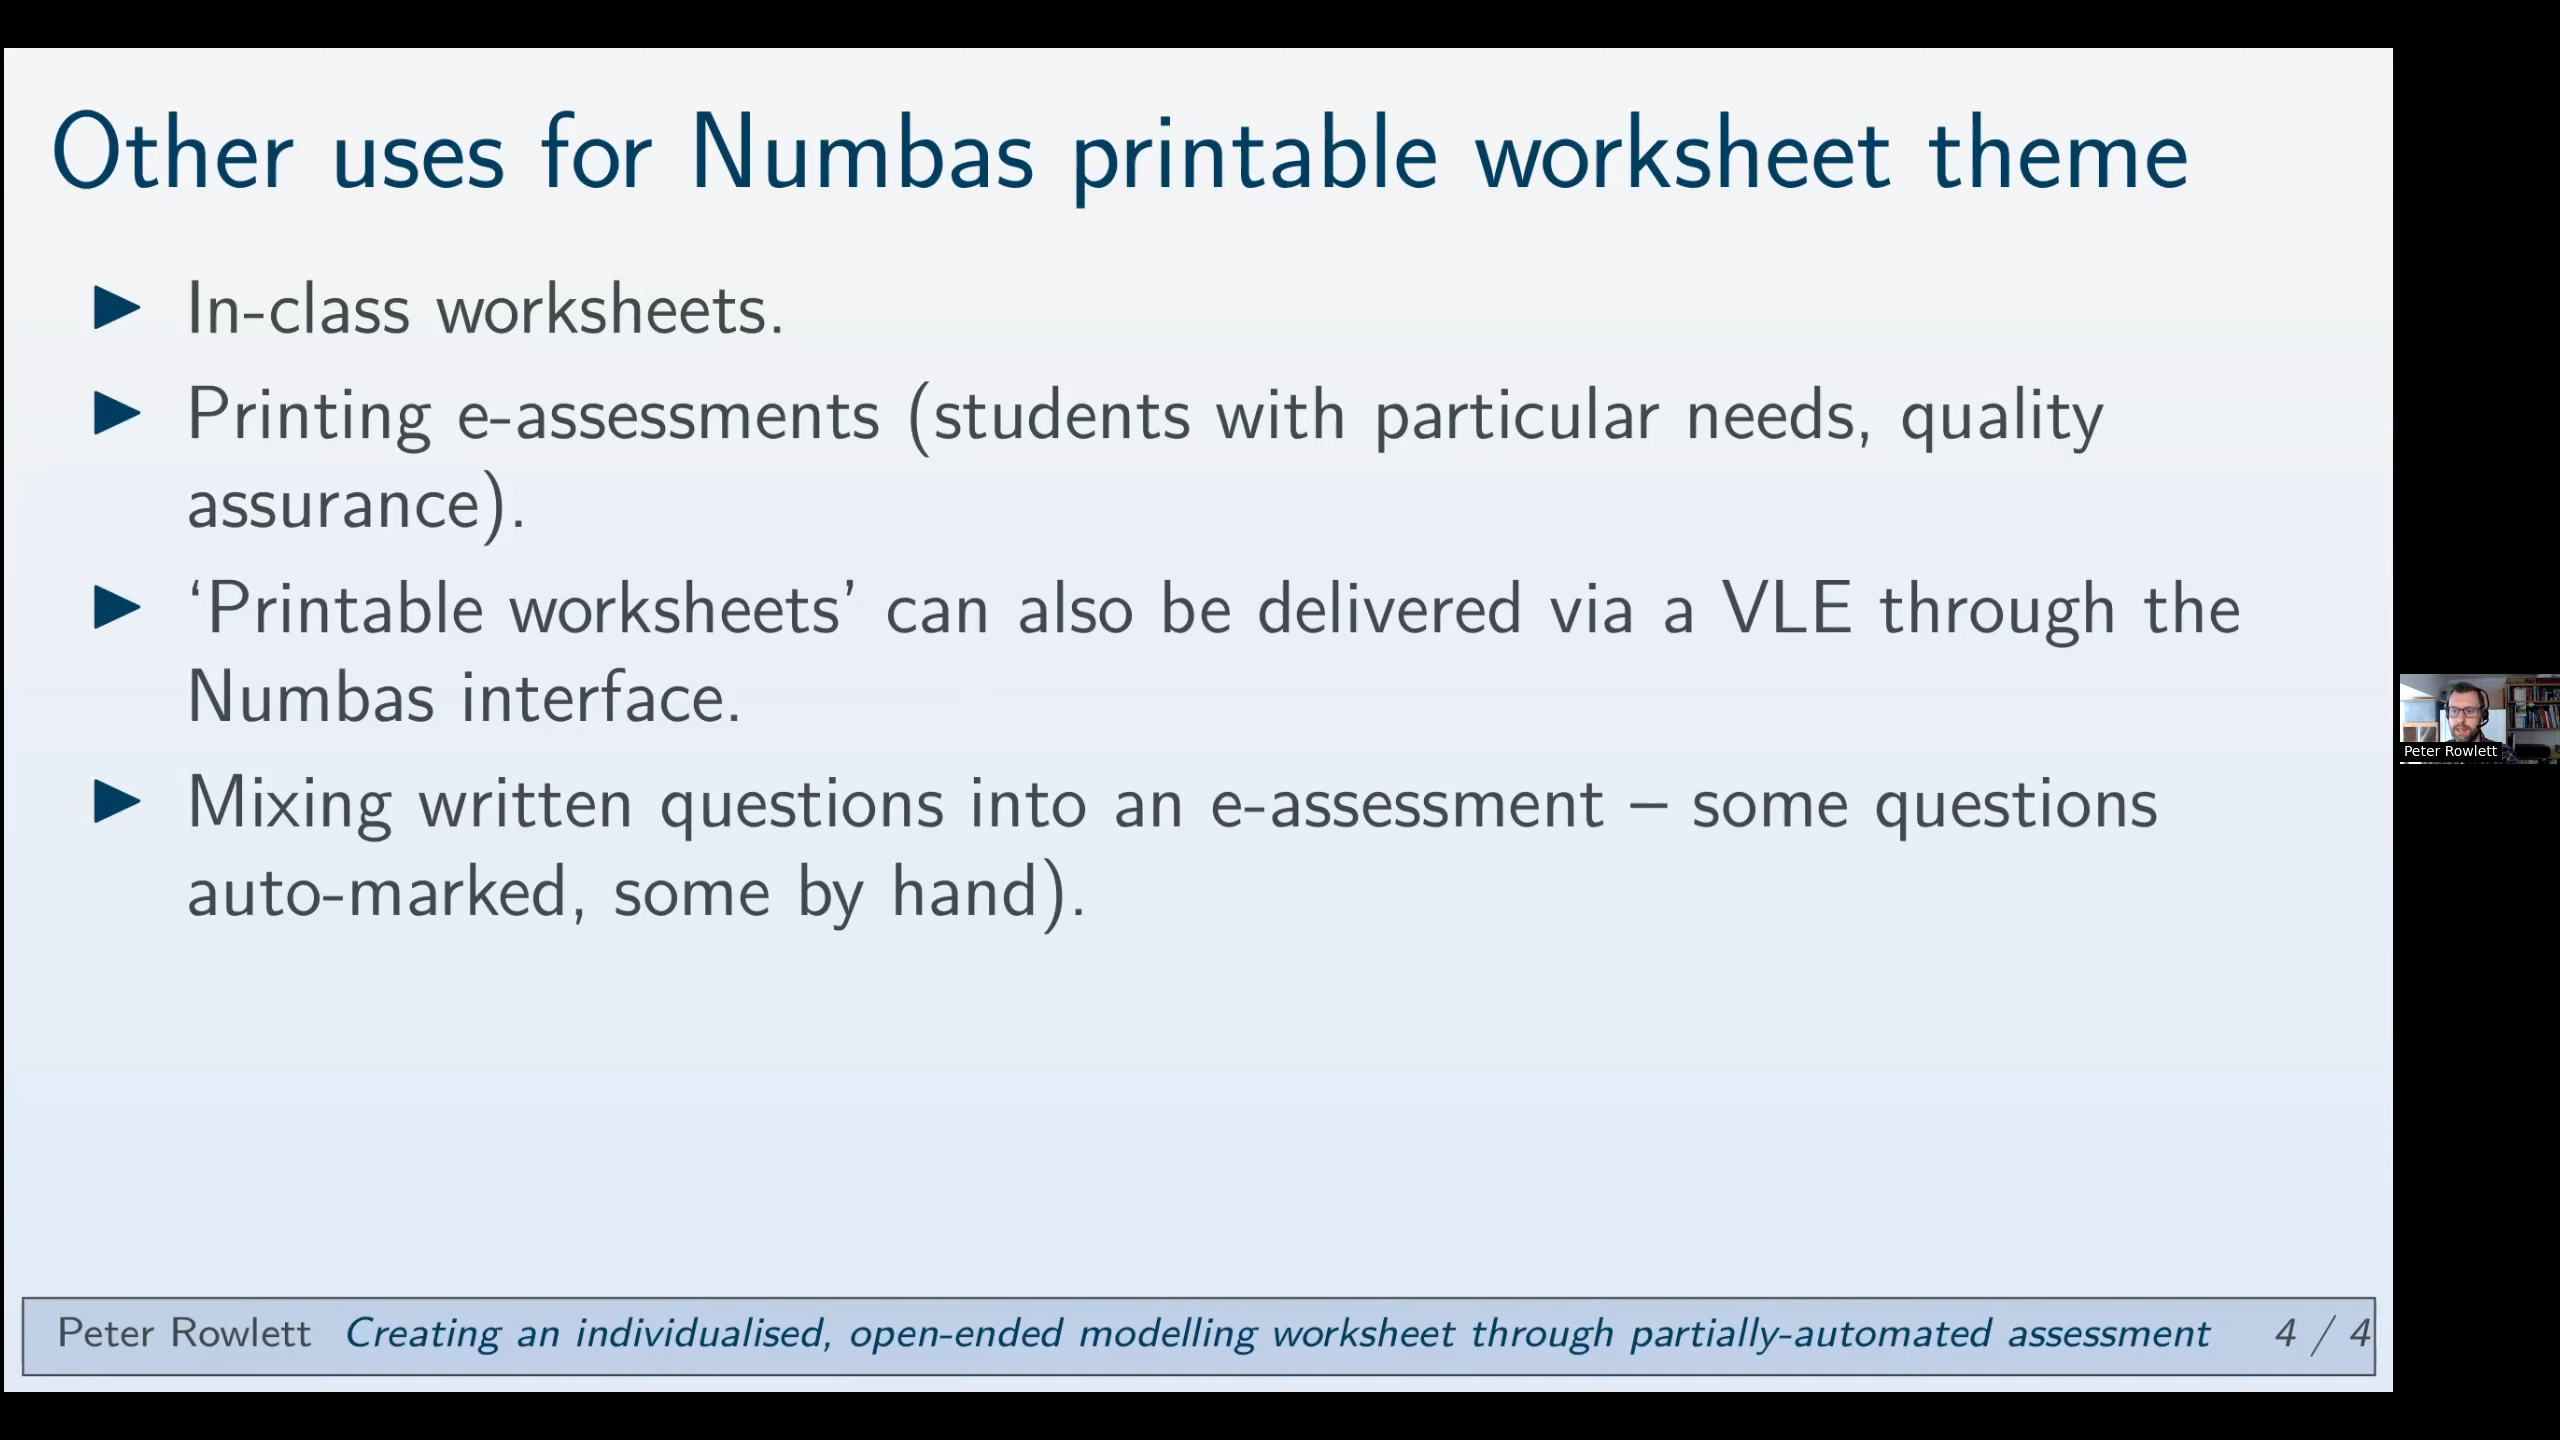 Other uses for Numbas printable worksheet theme
In-class worksheets.
Printing e-assessments (students with particular needs, quality
assurance).
‘Printable worksheets’ can also be delivered via a VLE through the
Numbas interface.
Mixing written questions into an e-assessment – some questions
auto-marked, some by hand).
Peter Rowlett
Peter Rowlett Creating an individualised, open-ended modelling worksheet through partially-automated assessment 4 / 4